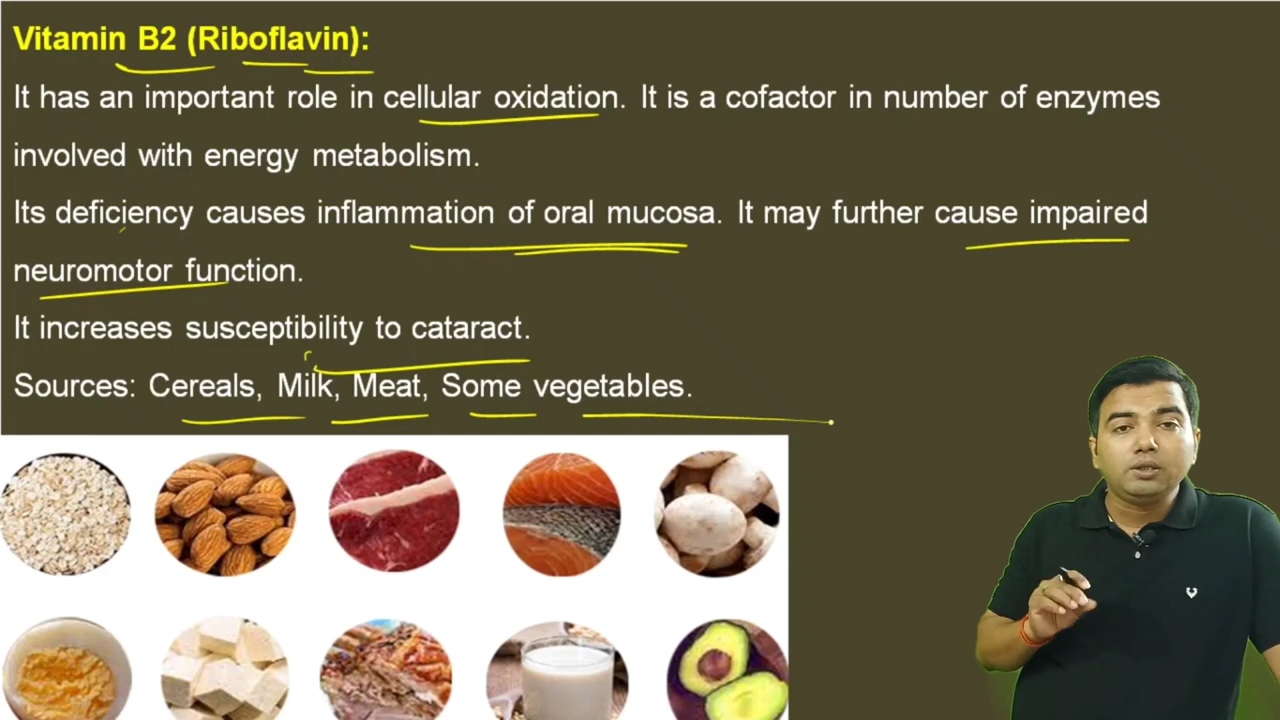 Vitamin B2 (Riboflavin):
It has an important role in cellular oxidation. It is a cofactor in number of enzymes
involved with energy metabolism.
Its deficiency causes inflammation of oral mucosa. It may further cause impaired
neuromotor function.
It increases susceptibility to cataract.
Sources: Cereals, Milk, Meat, Some vegetables.